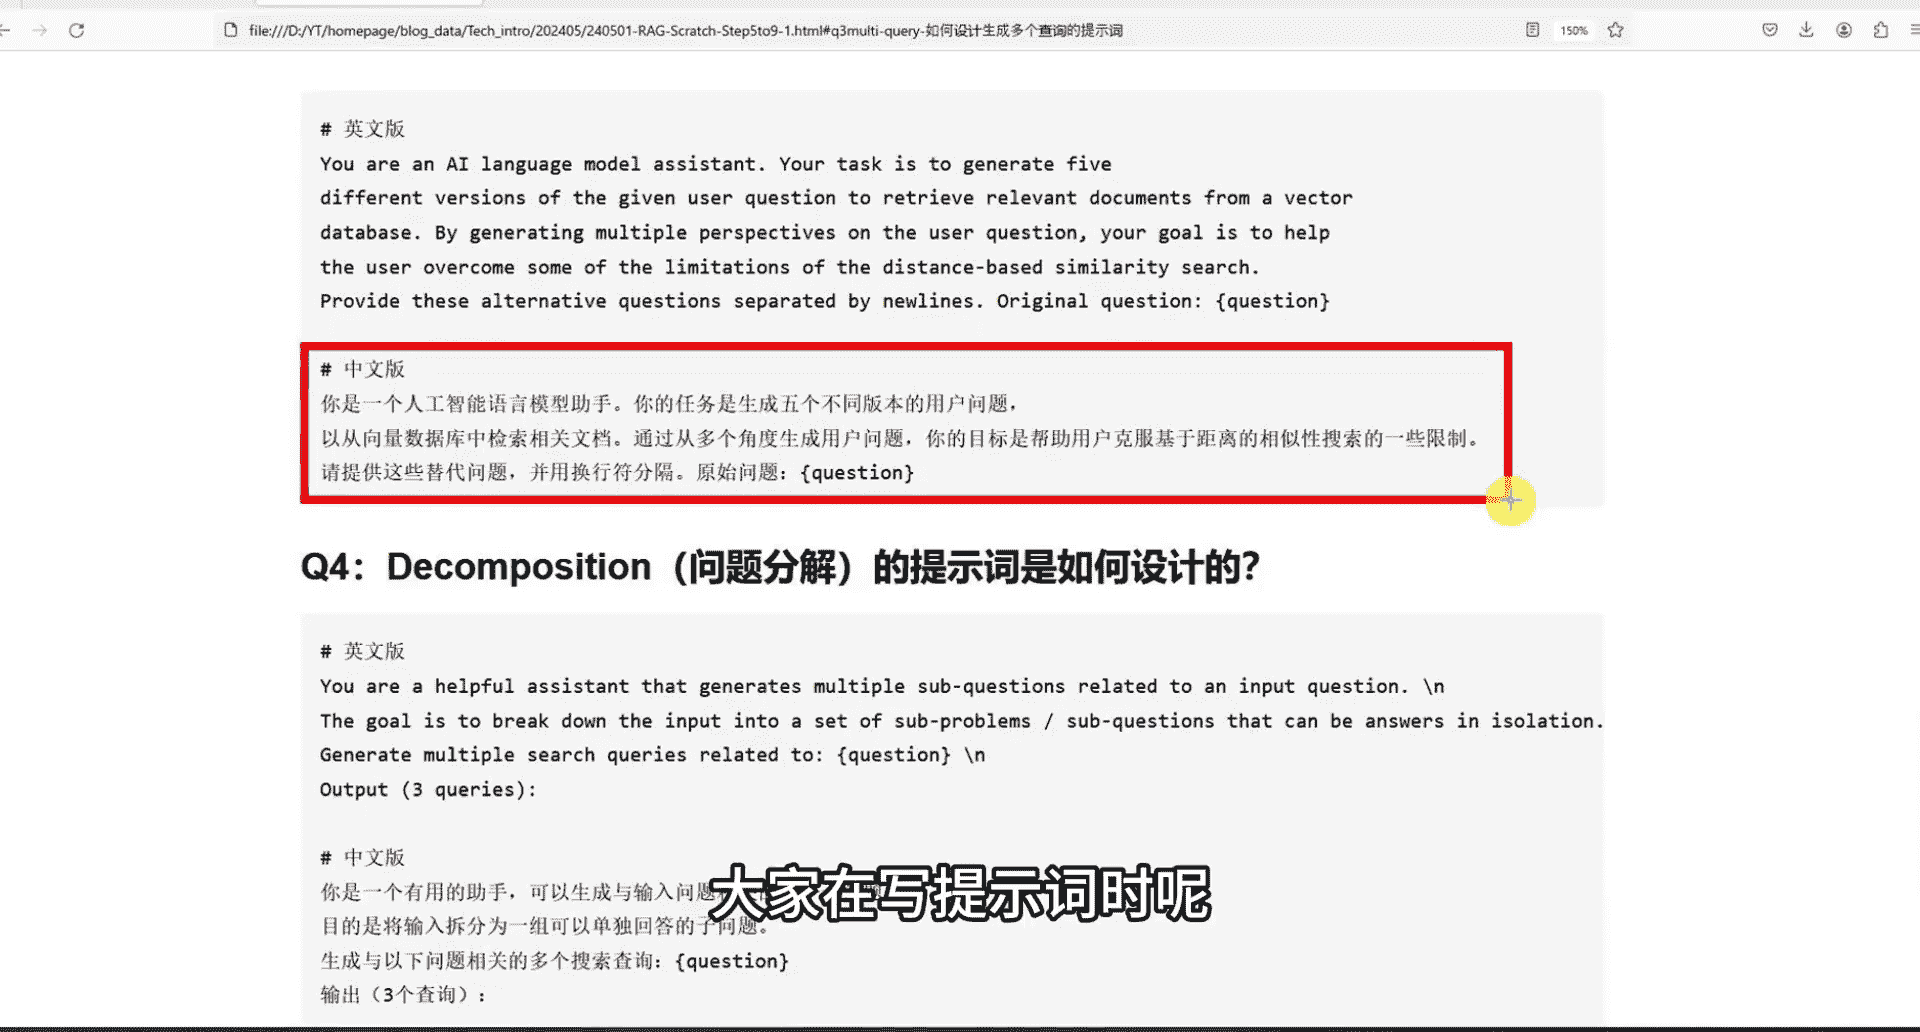 file:///D:/YT/homepage/blog_data/Tech_intro/202405/240501-RAG-Scratch-Step5to9-1.html#q3multi-query-如何设计生成多个查询的提示词
150%
# 英文版
You are an AI language model assistant. Your task is to generate five
different versions of the given user question to retrieve relevant documents from a vector
database. By generating multiple perspectives on the user question, your goal is to help
the user overcome some of the limitations of the distance-based similarity search.
Provide these alternative questions separated by newlines. Original question: {question}
# 中文版
你是一个人工智能语言模型助手。你的任务是生成五个不同版本的用户问题，
以从向量数据库中检索相关文档。通过从多个角度生成用户问题，你的目标是帮助用户克服基于距离的相似性搜索的一些限制。
请提供这些替代问题，并用换行符分隔。原始问题：{question}
Q4：Decomposition（问题分解）的提示词是如何设计的？
# 英文版
You are a helpful assistant that generates multiple sub-questions related to an input question. \n
The goal is to break down the input into a set of sub-problems / sub-questions that can be answers in isolation.
Generate multiple search queries related to: {question} \n
Output (3 queries):
# 中文版
你是一个有用的助手，可以生成与输入问题
目的是将输入拆分为一组可以单独回答的子问题。
生成与以下问题相关的多个搜索查询：{question}
输出（3个查询）：
大家在写提示词时呢